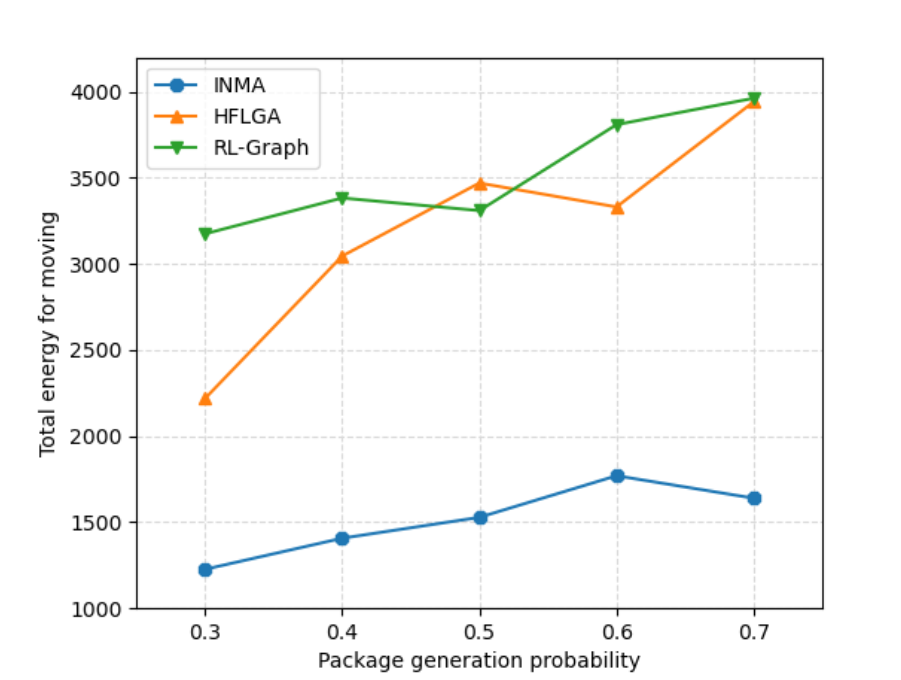 INMA
HFLGA
RL-Graph
4000
3500
3000
2500
2000
1500
1000
Total energy for moving
0.3 0.4 0.5 0.6 0.7
Package generation probability